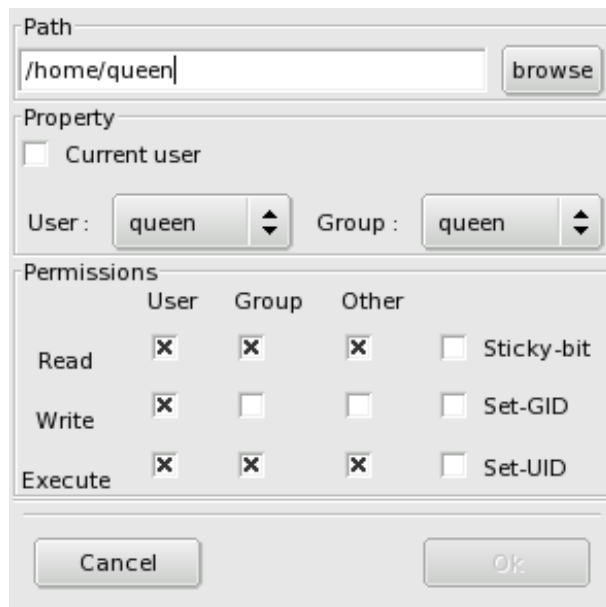 Path
/home/queen browse
Property
Current user
User : queen Group : queen
Permissions
User Group Other
Read Sticky-bit
Write Set-GID
Execute Set-UID
Cancel Ok